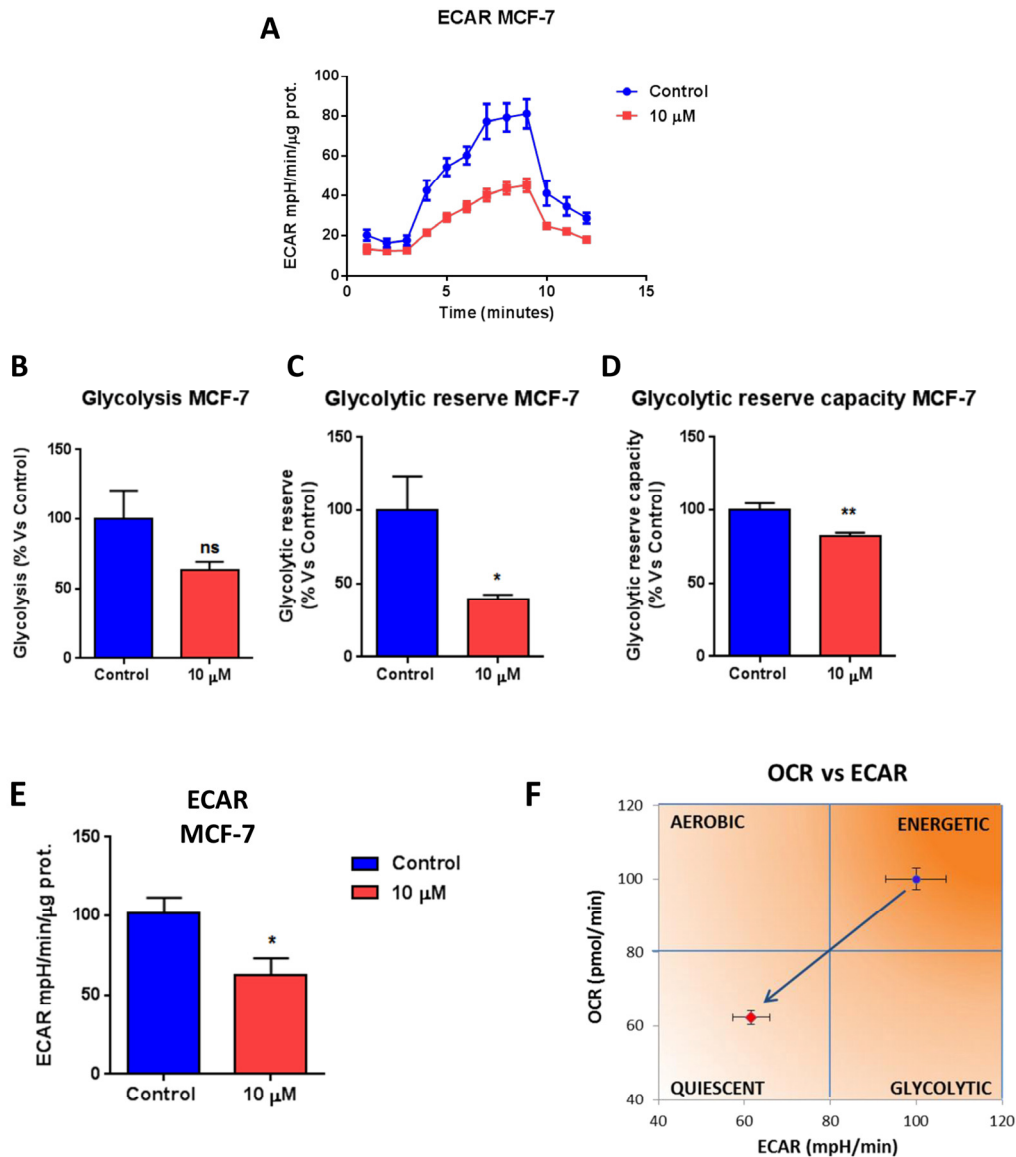 A
ECAR MCF-7
ECAR mpH/min/µg prot.
100
80
60
40
20
0
0
5
10
15
Time (minutes)
Control
10 µM
B
Glycolysis MCF-7
Glycolysis (% Vs Control)
150
100
50
0
ns
Control
10 µM
C
Glycolytic reserve MCF-7
Glycolytic reserve
(% Vs Control)
150
100
50
0
*
Control
10 µM
D
Glycolytic reserve capacity MCF-7
Glycolytic reserve capacity
(% Vs Control)
150
100
50
0
**
Control
10 µM
E
ECAR
MCF-7
ECAR mpH/min/µg prot.
150
100
50
0
*
Control
10 µM
Control
10 µM
F
OCR vs ECAR
OCR (pmol/min)
120
100
80
60
40
AEROBIC
ENERGETIC
QUIESCENT
GLYCOLYTIC
40
60
80
100
120
ECAR (mpH/min)